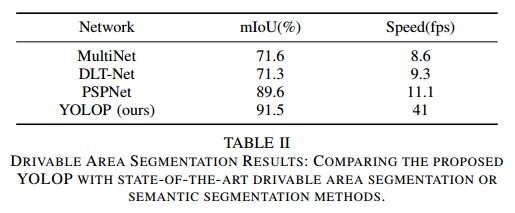 Network mIoU(%) Speed(fps)
MultiNet 71.6 8.6
DLT-Net 71.3 9.3
PSPNet 89.6 11.1
YOLOP (ours) 91.5 41
TABLE II
DRIVABLE AREA SEGMENTATION RESULTS: COMPARING THE PROPOSED
YOLOP WITH STATE-OF-THE-ART DRIVABLE AREA SEGMENTATION OR
SEMANTIC SEGMENTATION METHODS.